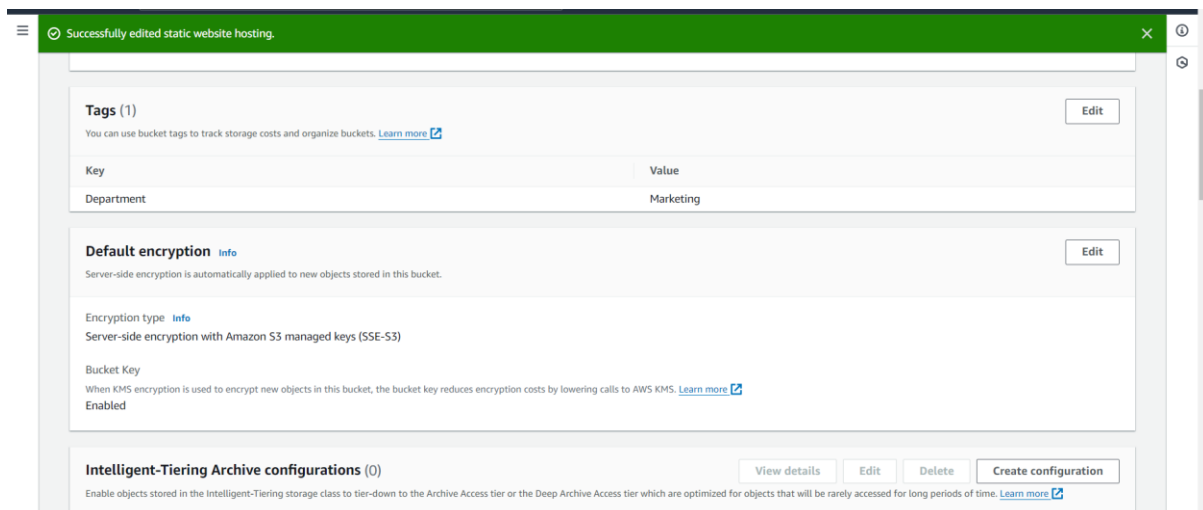 Successfully edited static website hosting.
Tags (1)
Edit
You can use bucket tags to track storage costs and organize buckets. Learn more
Key Value
Department Marketing
Default encryption Info
Edit
Server-side encryption is automatically applied to new objects stored in this bucket.
Encryption type Info
Server-side encryption with Amazon S3 managed keys (SSE-S3)
Bucket Key
When KMS encryption is used to encrypt new objects in this bucket, the bucket key reduces encryption costs by lowering calls to AWS KMS. Learn more
Enabled
Intelligent-Tiering Archive configurations (0)
View details Edit Delete Create configuration
Enable objects stored in the Intelligent-Tiering storage class to tier-down to the Archive Access tier or the Deep Archive Access tier which are optimized for objects that will be rarely accessed for long periods of time. Learn more